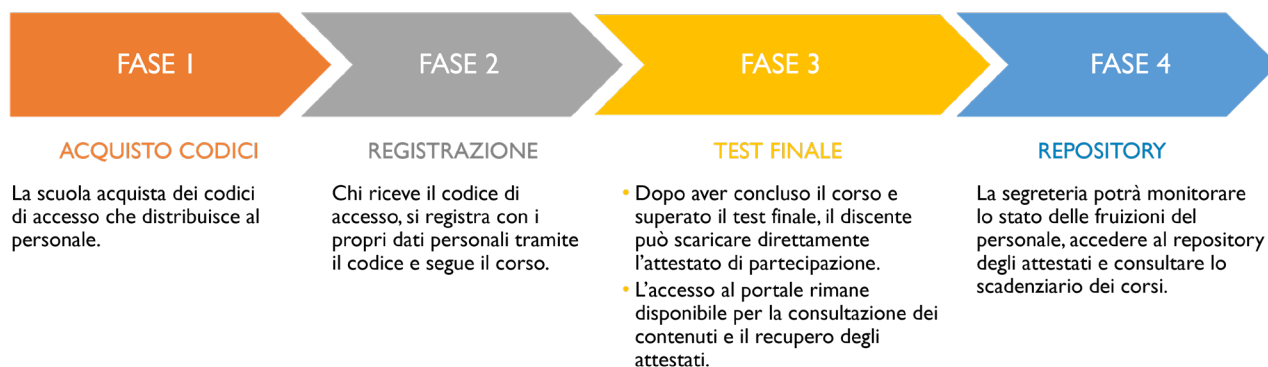 FASE 1
FASE 2
FASE 3
FASE 4
ACQUISTO CODICI
La scuola acquista dei codici
di accesso che distribuisce al
personale.
REGISTRAZIONE
Chi riceve il codice di
accesso, si registra con i
propri dati personali tramite
il codice e segue il corso.
TEST FINALE
• Dopo aver concluso il corso e
superato il test finale, il discente
può scaricare direttamente
l’attestato di partecipazione.
• L’accesso al portale rimane
disponibile per la consultazione dei
contenuti e il recupero degli
attestati.
REPOSITORY
La segreteria potrà monitorare
lo stato delle fruizioni del
personale, accedere al repository
degli attestati e consultare lo
scadenziario dei corsi.